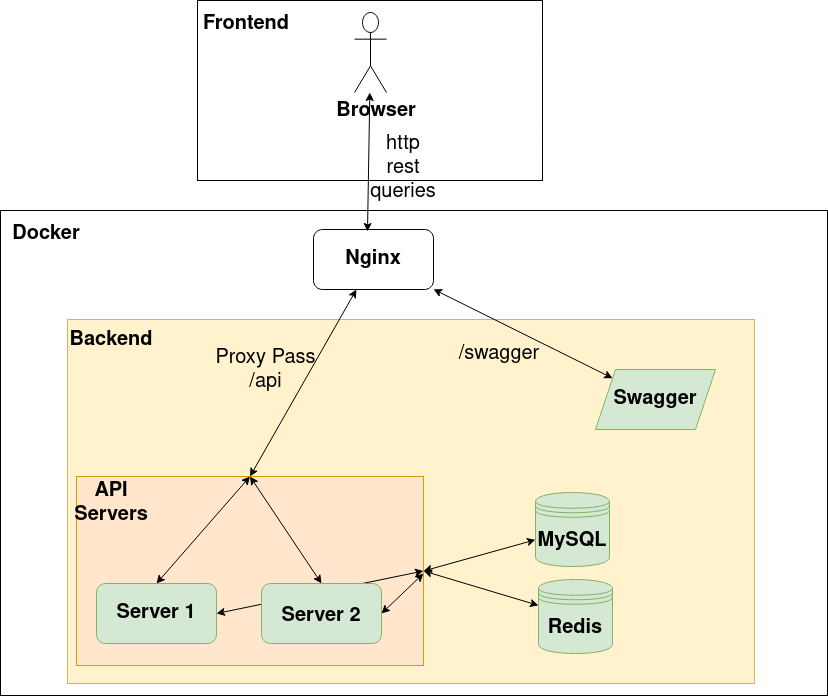 Frontend
Browser
http
rest
queries
Docker
Nginx
Backend
Proxy Pass
/api
/swagger
Swagger
API
Servers
MySQL
Server 1
Server 2
Redis